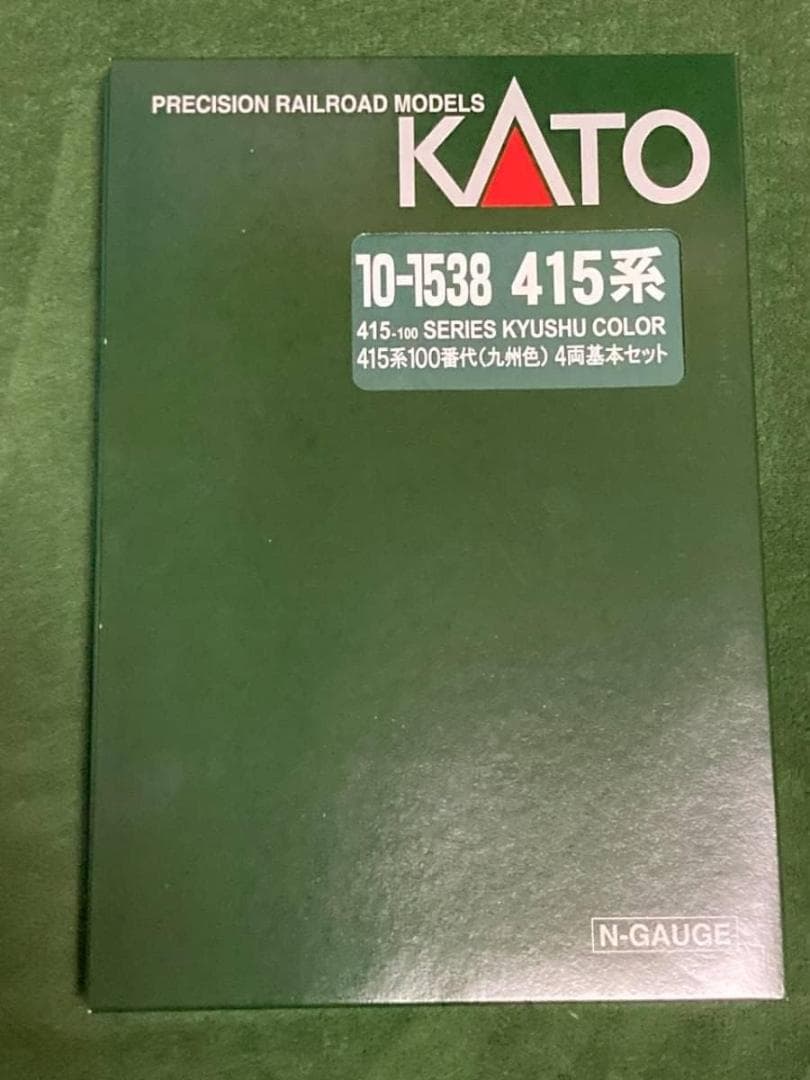 PRECISION RAILROAD MODELS
KATO
10-1538 415系
415-100 SERIES KYUSHU COLOR
415系100番代(九州色) 4両基本セット
N-GAUGE